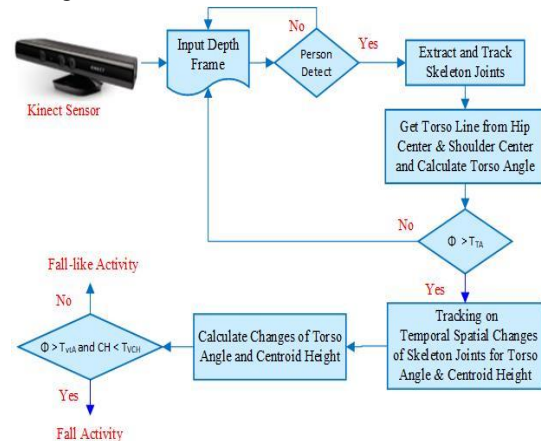 KINECT
Kinect Sensor
Input Depth
Frame
No
Person
Detect
Yes
Extract and Track
Skeleton Joints
Get Torso Line from Hip
Center & Shoulder Center
and Calculate Torso Angle
No
Φ > TTA
Yes
Tracking on
Temporal Spatial Changes
of Skeleton Joints for Torso
Angle & Centroid Height
Calculate Changes of Torso
Angle and Centroid Height
Fall-like Activity
No
Φ > TvtA and CH < TVCH
Yes
Fall Activity